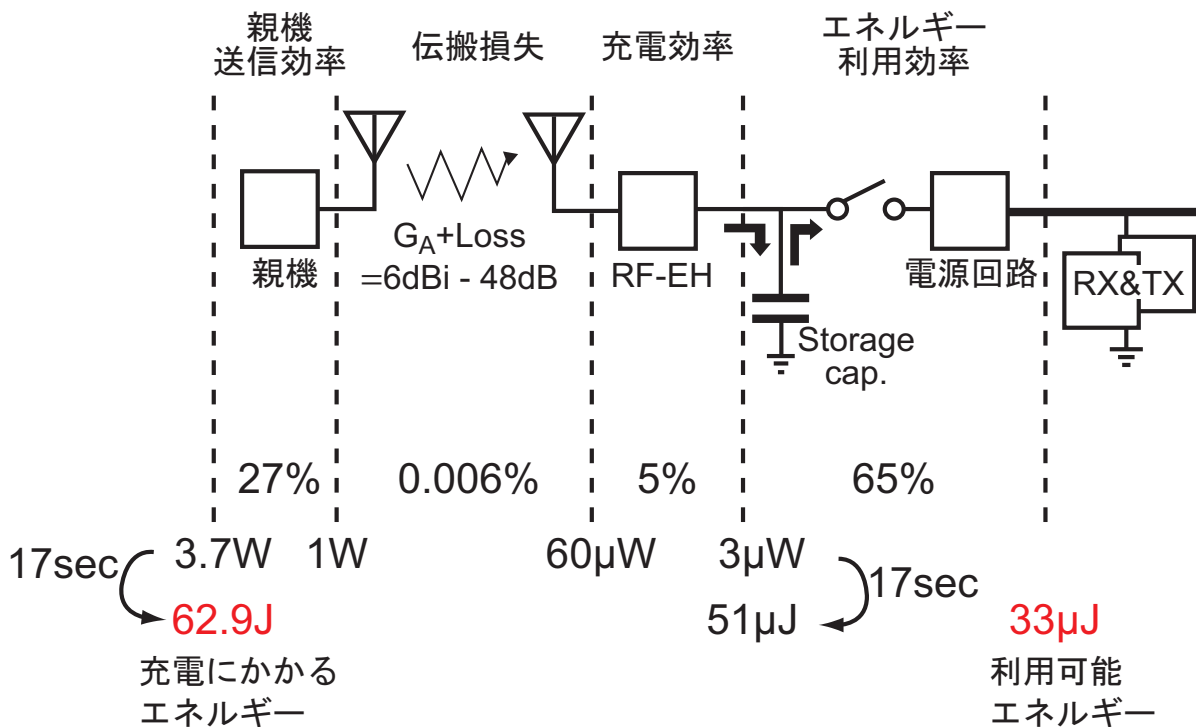 親機
送信効率
伝搬損失
充電効率
エネルギー
利用効率
親機
G_A+Loss
=6dBi - 48dB
RF-EH
電源回路
RX&TX
Storage
cap.
27%
0.006%
5%
65%
17sec
3.7W
1W
60µW
3µW
17sec
62.9J
51µJ
33µJ
充電にかかる
エネルギー
利用可能
エネルギー